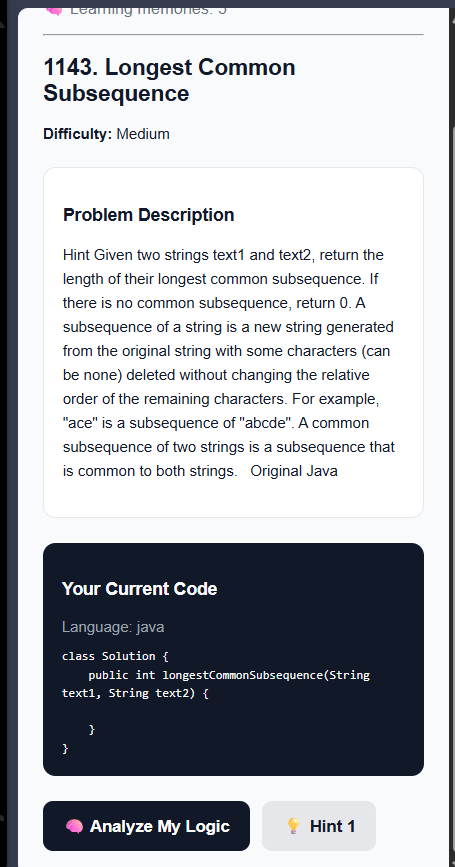 🧠 Learning memories: 5
1143. Longest Common
Subsequence
Difficulty: Medium
Problem Description
Hint Given two strings text1 and text2, return the
length of their longest common subsequence. If
there is no common subsequence, return 0. A
subsequence of a string is a new string generated
from the original string with some characters (can
be none) deleted without changing the relative
order of the remaining characters. For example,
"ace" is a subsequence of "abcde". A common
subsequence of two strings is a subsequence that
is common to both strings.   Original Java
Your Current Code
Language: java
class Solution {
    public int longestCommonSubsequence(String
text1, String text2) {
    }
}
🧠 Analyze My Logic
💡 Hint 1